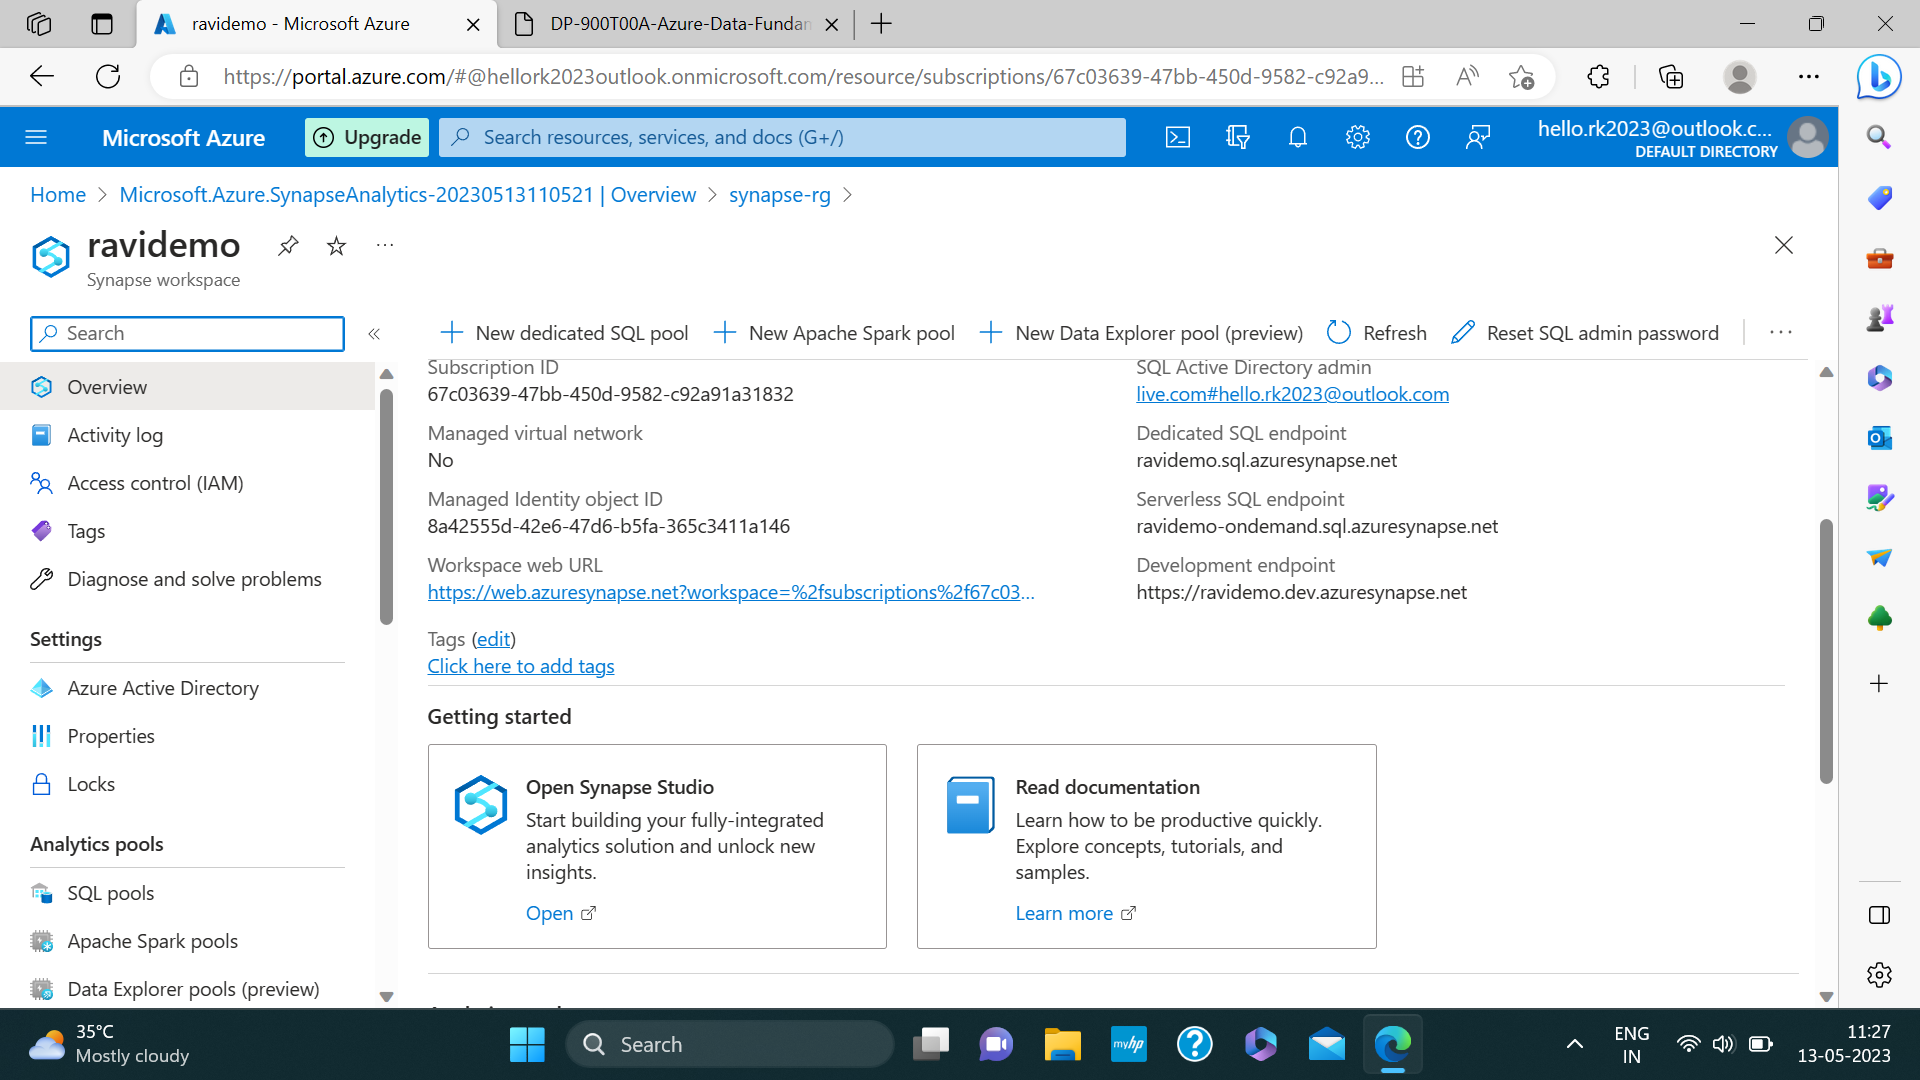 ravidemo - Microsoft Azure
DP-900T00A-Azure-Data-Fundan
https://portal.azure.com/#@hellork2023outlook.onmicrosoft.com/resource/subscriptions/67c03639-47bb-450d-9582-c92a9...
Microsoft Azure
Upgrade
Search resources, services, and docs (G+/)
hello.rk2023@outlook.c...
DEFAULT DIRECTORY
Home > Microsoft.Azure.SynapseAnalytics-20230513110521 | Overview > synapse-rg >
ravidemo
Synapse workspace
Search
New dedicated SQL pool
New Apache Spark pool
New Data Explorer pool (preview)
Refresh
Reset SQL admin password
Overview
Activity log
Access control (IAM)
Tags
Diagnose and solve problems
Settings
Azure Active Directory
Properties
Locks
Analytics pools
SQL pools
Apache Spark pools
Data Explorer pools (preview)
Subscription ID
67c03639-47bb-450d-9582-c92a91a31832
Managed virtual network
No
Managed Identity object ID
8a42555d-42e6-47d6-b5fa-365c3411a146
Workspace web URL
https://web.azuresynapse.net?workspace=%2fsubscriptions%2f67c03...
SQL Active Directory admin
live.com#hello.rk2023@outlook.com
Dedicated SQL endpoint
ravidemo.sql.azuresynapse.net
Serverless SQL endpoint
ravidemo-ondemand.sql.azuresynapse.net
Development endpoint
https://ravidemo.dev.azuresynapse.net
Tags (edit)
Click here to add tags
Getting started
Open Synapse Studio
Start building your fully-integrated
analytics solution and unlock new
insights.
Open
Read documentation
Learn how to be productive quickly.
Explore concepts, tutorials, and
samples.
Learn more
35°C
Mostly cloudy
Search
myhp
ENG
IN
11:27
13-05-2023